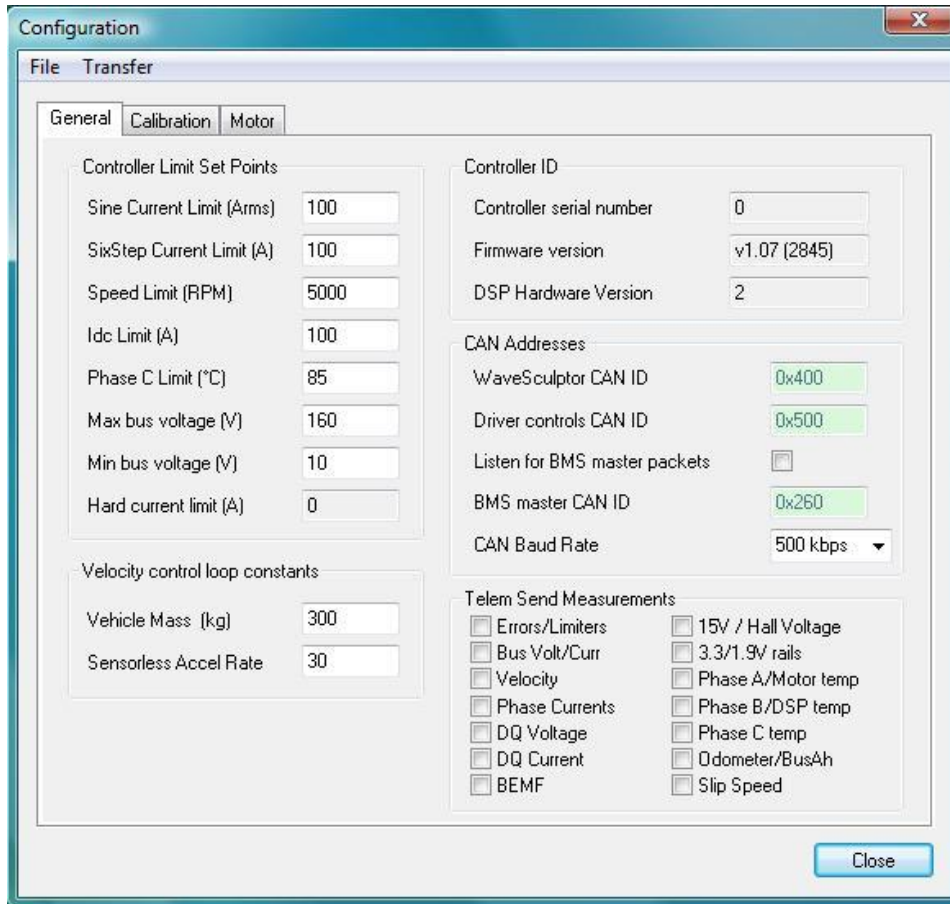 Configuration
File Transfer
General Calibration Motor
Controller Limit Set Points
Sine Current Limit (Arms) 100
SixStep Current Limit (A) 100
Speed Limit (RPM) 5000
Idc Limit (A) 100
Phase C Limit (°C) 85
Max bus voltage (V) 160
Min bus voltage (V) 10
Hard current limit (A) 0
Velocity control loop constants
Vehicle Mass (kg) 300
Sensorless Accel Rate 30
Controller ID
Controller serial number 0
Firmware version v1.07 (2845)
DSP Hardware Version 2
CAN Addresses
WaveSculptor CAN ID 0x400
Driver controls CAN ID 0x500
Listen for BMS master packets
BMS master CAN ID 0x260
CAN Baud Rate 500 kbps
Telem Send Measurements
Errors/Limiters 15V / Hall Voltage
Bus Volt/Curr 3.3/1.9V rails
Velocity Phase A/Motor temp
Phase Currents Phase B/DSP temp
DQ Voltage Phase C temp
DQ Current Odometer/BusAh
BEMF Slip Speed
Close